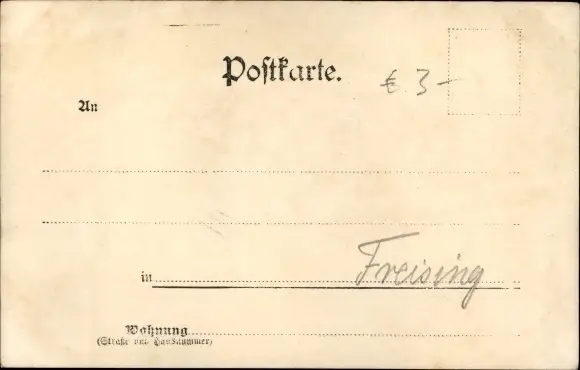 Postkarte.
€ 3-
An
in Freising
Wohnung
(Straße und Hausnummer)